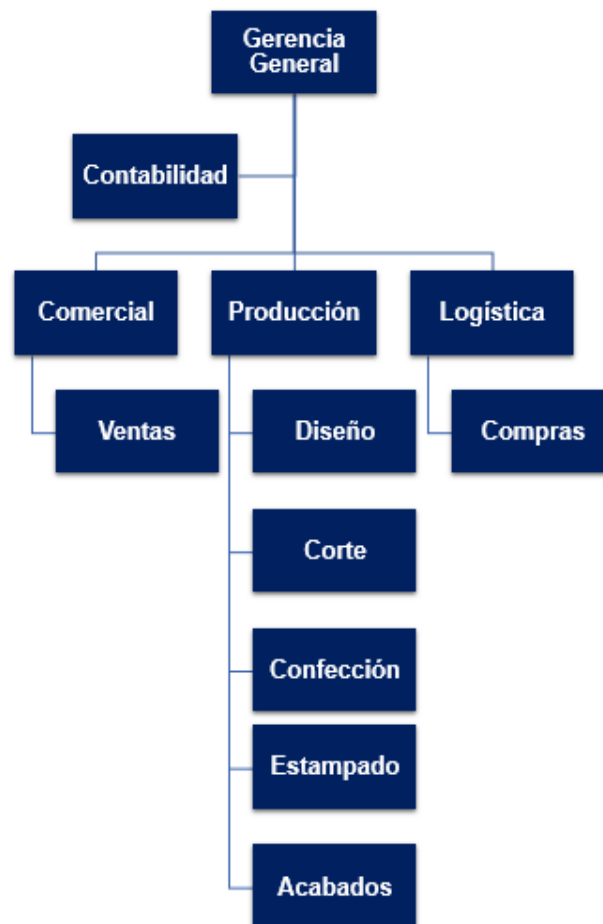 Gerencia
General
Contabilidad
Comercial
Producción
Logística
Ventas
Diseño
Compras
Corte
Confección
Estampado
Acabados